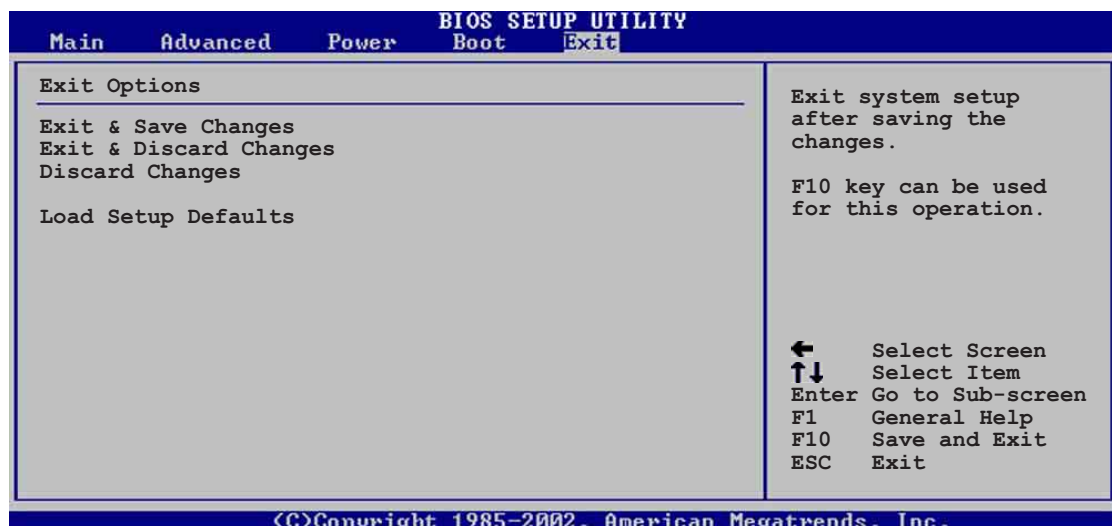 BIOS SETUP UTILITY
Main Advanced Power Boot Exit
Exit Options
Exit & Save Changes
Exit & Discard Changes
Discard Changes
Load Setup Defaults
Exit system setup
after saving the
changes.
F10 key can be used
for this operation.
← Select Screen
↑↓ Select Item
Enter Go to Sub-screen
F1 General Help
F10 Save and Exit
ESC Exit
(C)Copyright 1985-2002, American Megatrends, Inc.